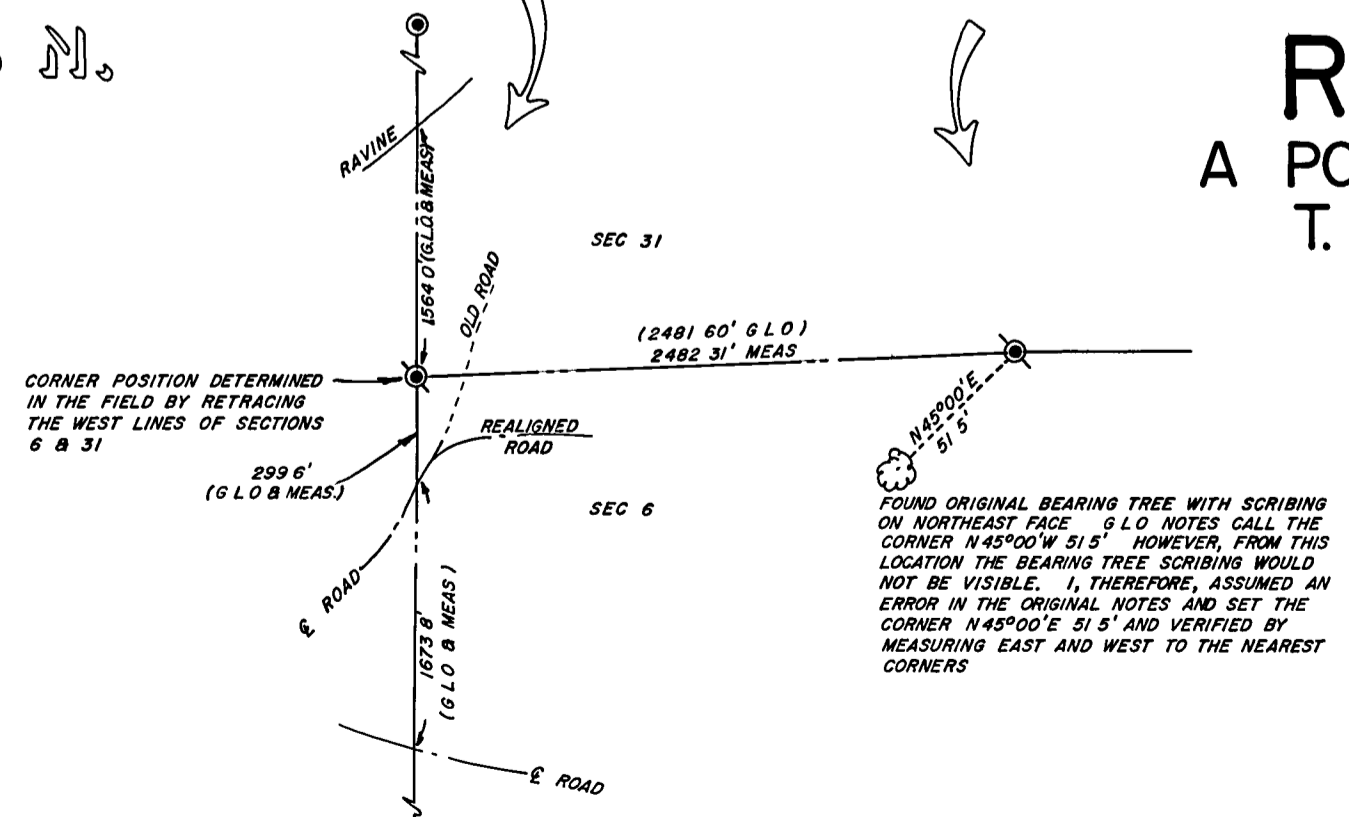 N.
R
A PO
T.
RAVINE
1564 0' (G.L.O. & MEAS)
SEC 31
OLD ROAD
(2481 60' G L O)
2482 31' MEAS
CORNER POSITION DETERMINED
IN THE FIELD BY RETRACING
THE WEST LINES OF SECTIONS
6 & 31
REALIGNED
ROAD
N45°00'E
51 5'
299 6'
(G L O & MEAS.)
SEC 6
FOUND ORIGINAL BEARING TREE WITH SCRIBING
ON NORTHEAST FACE G L O NOTES CALL THE
CORNER N 45°00'W 51 5' HOWEVER, FROM THIS
LOCATION THE BEARING TREE SCRIBING WOULD
NOT BE VISIBLE. I, THEREFORE, ASSUMED AN
ERROR IN THE ORIGINAL NOTES AND SET THE
CORNER N 45°00'E 51 5' AND VERIFIED BY
MEASURING EAST AND WEST TO THE NEAREST
CORNERS
℄ ROAD
1673 8'
(G L O & MEAS)
℄ ROAD